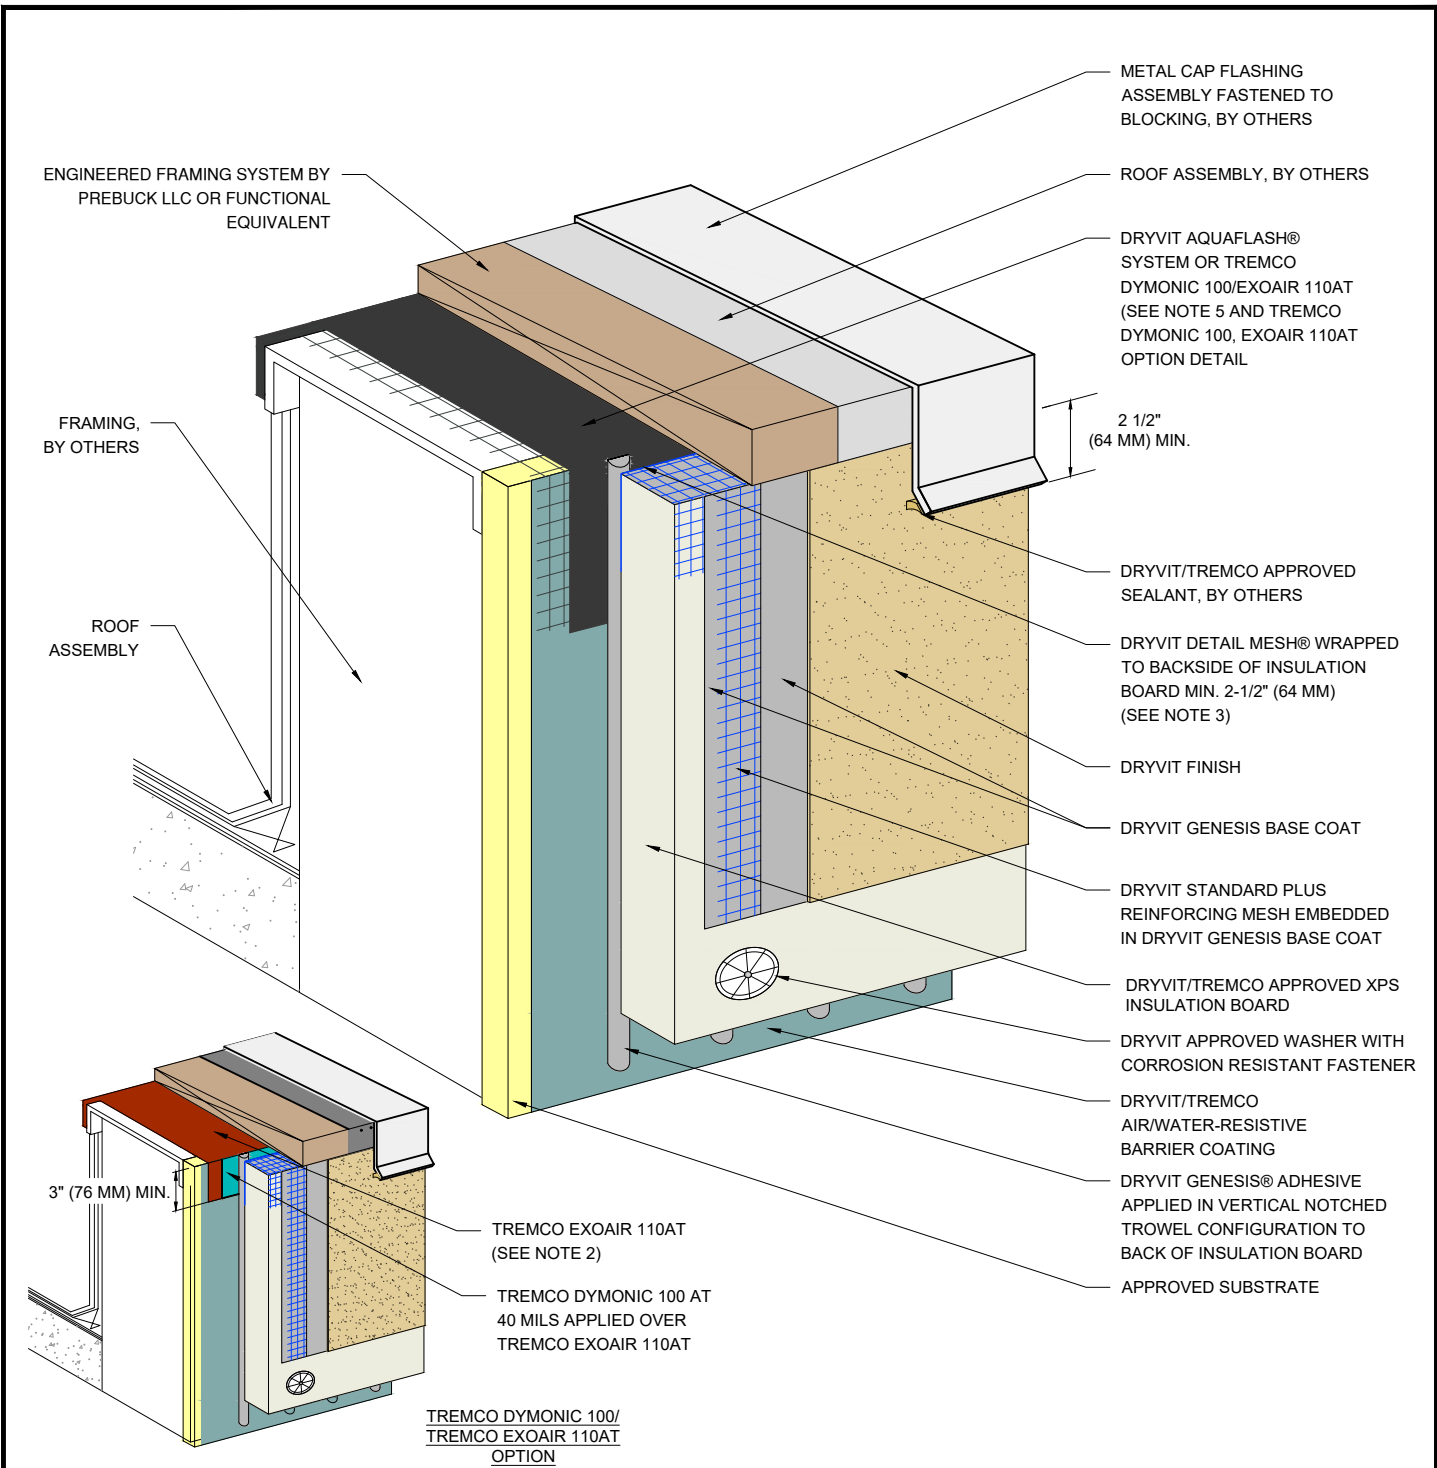 METAL CAP FLASHING
ASSEMBLY FASTENED TO
BLOCKING, BY OTHERS
ENGINEERED FRAMING SYSTEM BY
PREBUCK LLC OR FUNCTIONAL
EQUIVALENT
ROOF ASSEMBLY, BY OTHERS
DRYVIT AQUAFLASH®
SYSTEM OR TREMCO
DYMONIC 100/EXOAIR 110AT
(SEE NOTE 5 AND TREMCO
DYMONIC 100, EXOAIR 110AT
OPTION DETAIL
2 1/2"
(64 MM) MIN.
FRAMING,
BY OTHERS
ROOF
ASSEMBLY
DRYVIT/TREMCO APPROVED
SEALANT, BY OTHERS
DRYVIT DETAIL MESH® WRAPPED
TO BACKSIDE OF INSULATION
BOARD MIN. 2-1/2" (64 MM)
(SEE NOTE 3)
DRYVIT FINISH
DRYVIT GENESIS BASE COAT
DRYVIT STANDARD PLUS
REINFORCING MESH EMBEDDED
IN DRYVIT GENESIS BASE COAT
DRYVIT/TREMCO APPROVED XPS
INSULATION BOARD
DRYVIT APPROVED WASHER WITH
CORROSION RESISTANT FASTENER
DRYVIT/TREMCO
AIR/WATER-RESISTIVE
BARRIER COATING
DRYVIT GENESIS® ADHESIVE
APPLIED IN VERTICAL NOTCHED
TROWEL CONFIGURATION TO
BACK OF INSULATION BOARD
APPROVED SUBSTRATE
3" (76 MM) MIN.
TREMCO EXOAIR 110AT
(SEE NOTE 2)
TREMCO DYMONIC 100 AT
40 MILS APPLIED OVER
TREMCO EXOAIR 110AT
TREMCO DYMONIC 100/
TREMCO EXOAIR 110AT
OPTION